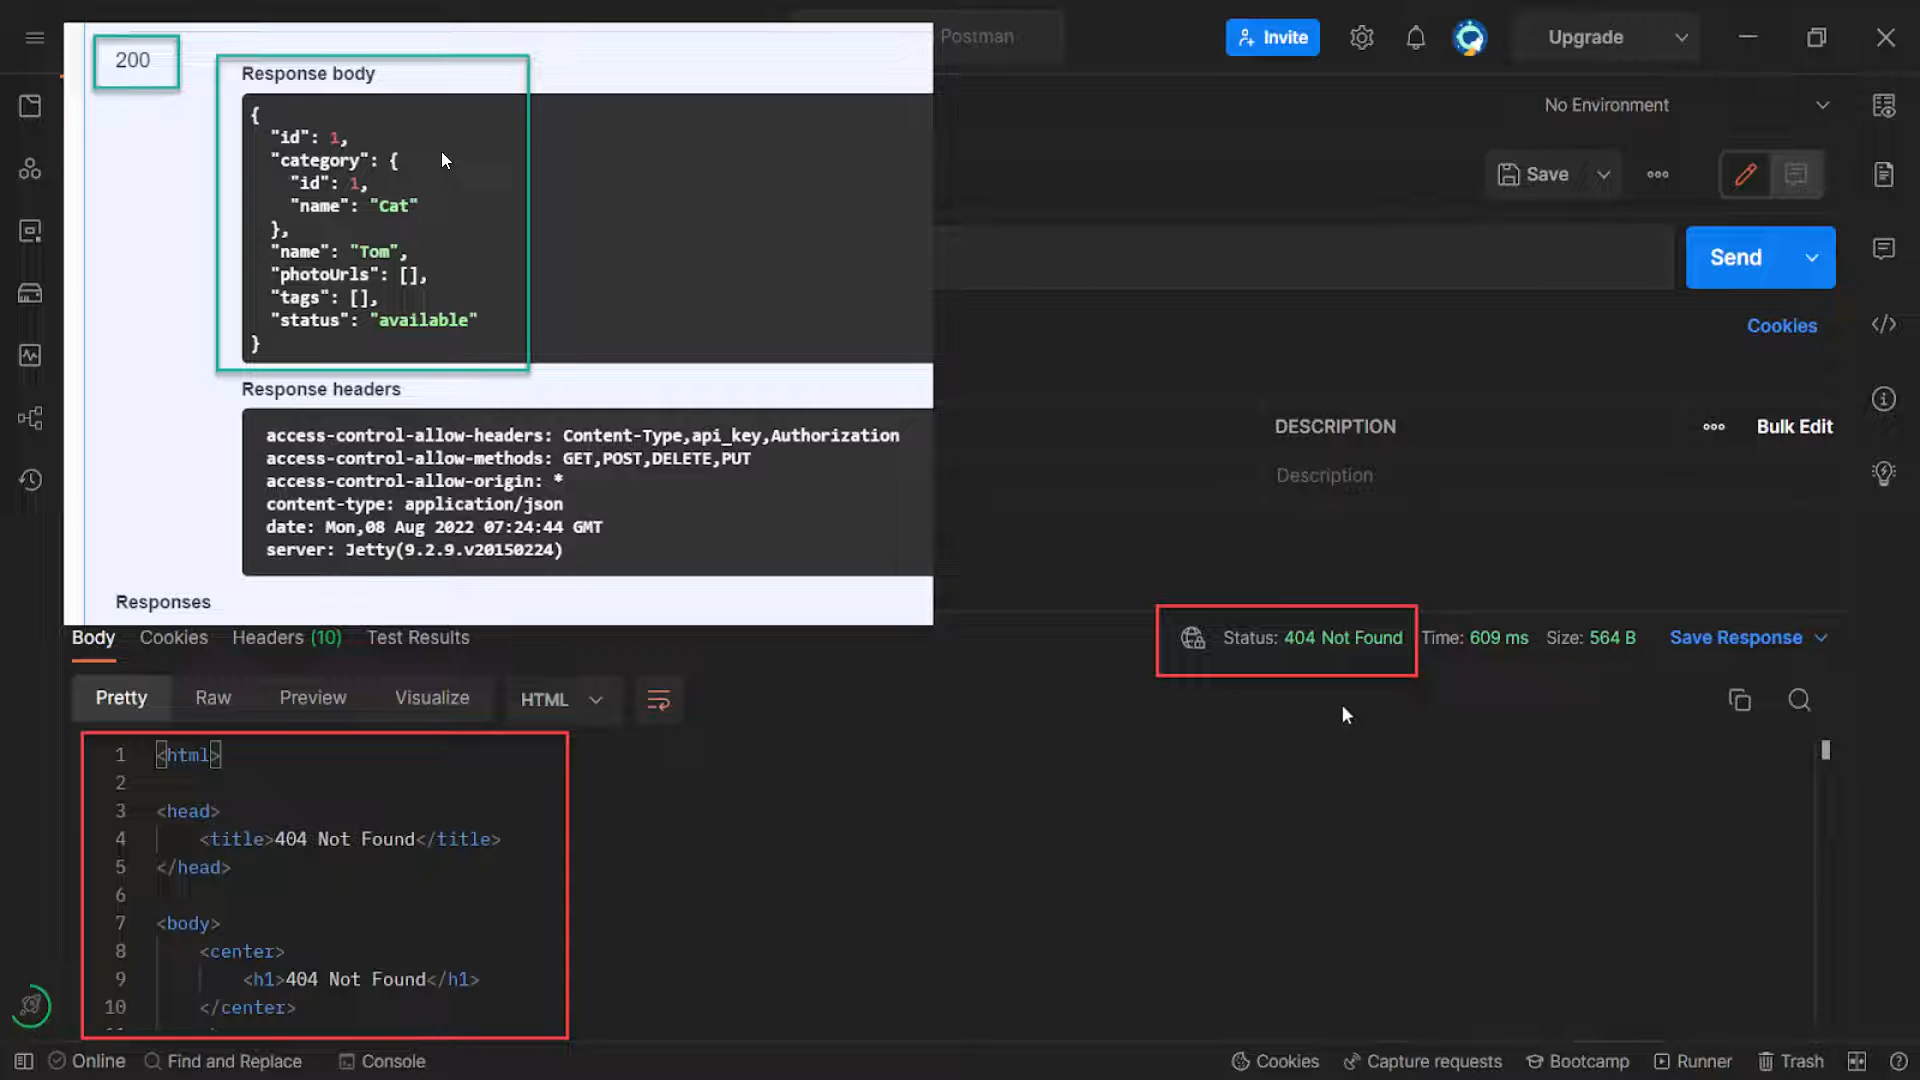 200
Response body
{
"id": 1,
"category": {
"id": 1,
"name": "Cat"
},
"name": "Tom",
"photoUrls": [],
"tags": [],
"status": "available"
}
Response headers
access-control-allow-headers: Content-Type,api_key,Authorization
access-control-allow-methods: GET,POST,DELETE,PUT
access-control-allow-origin: *
content-type: application/json
date: Mon,08 Aug 2022 07:24:44 GMT
server: Jetty(9.2.9.v20150224)
Responses
Postman
Invite
Upgrade
No Environment
Save
Send
Cookies
DESCRIPTION
Bulk Edit
Description
Body Cookies Headers (10) Test Results
Status: 404 Not Found Time: 609 ms Size: 564 B Save Response
Pretty Raw Preview Visualize HTML
1 <html>
2
3 <head>
4 <title>404 Not Found</title>
5 </head>
6
7 <body>
8 <center>
9 <h1>404 Not Found</h1>
10 </center>
Online Find and Replace Console
Cookies Capture requests Bootcamp Runner Trash